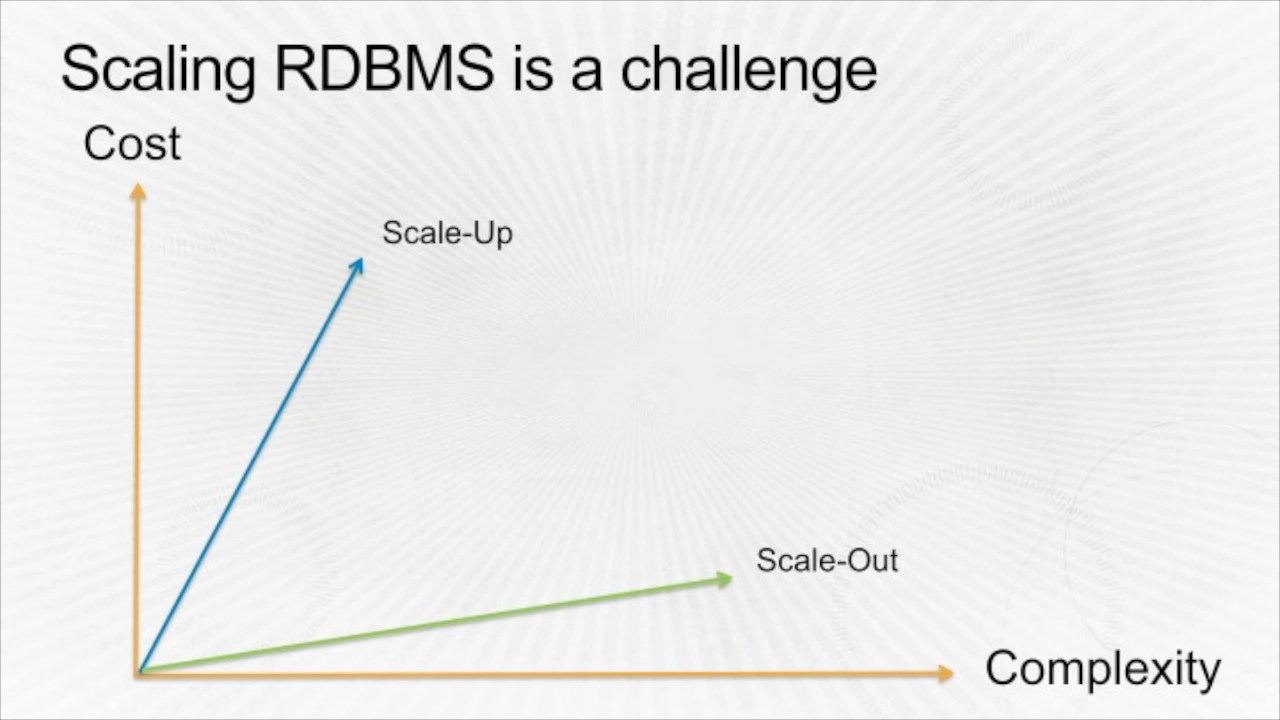 Scaling RDBMS is a challenge
Cost
Scale-Up
Scale-Out
Complexity